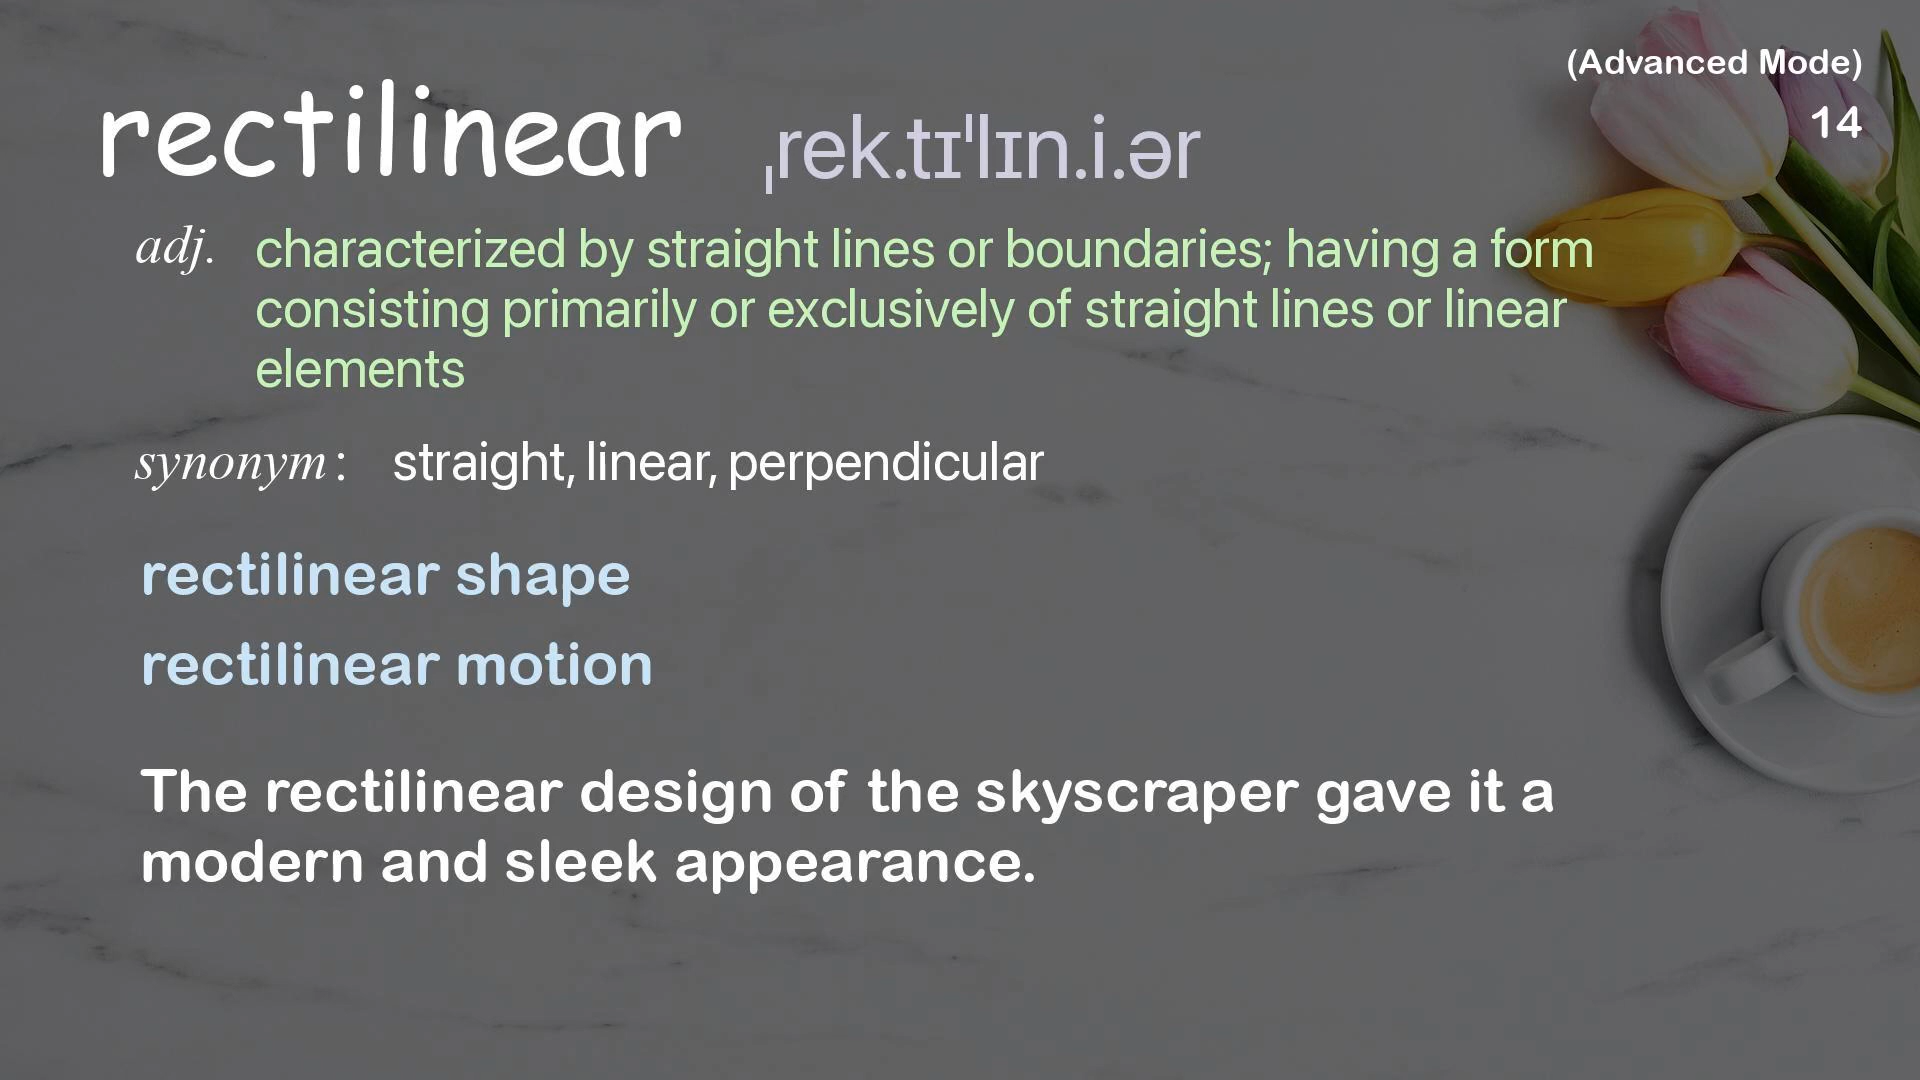 (Advanced Mode)
rectilinear ˌrek.tɪˈlɪn.i.ər
14
adj. characterized by straight lines or boundaries; having a form
consisting primarily or exclusively of straight lines or linear
elements
synonym: straight, linear, perpendicular
rectilinear shape
rectilinear motion
The rectilinear design of the skyscraper gave it a
modern and sleek appearance.